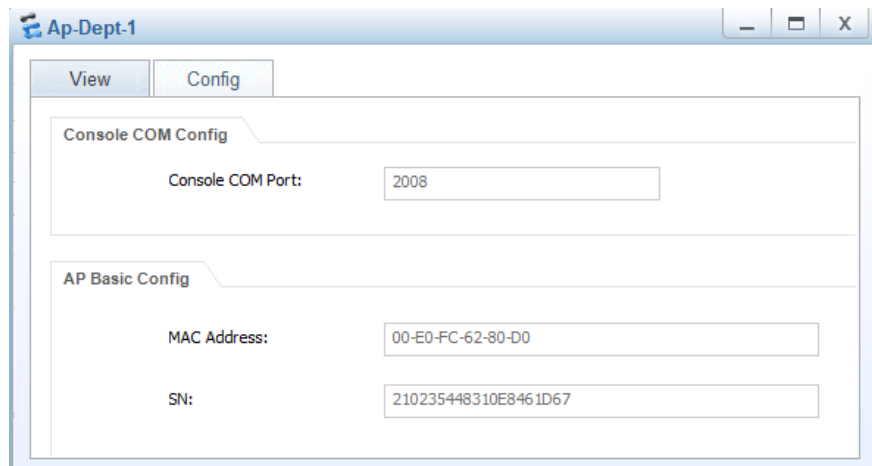 Ap-Dept-1
View Config
Console COM Config
Console COM Port: 2008
AP Basic Config
MAC Address: 00-E0-FC-62-80-D0
SN: 210235448310E8461D67